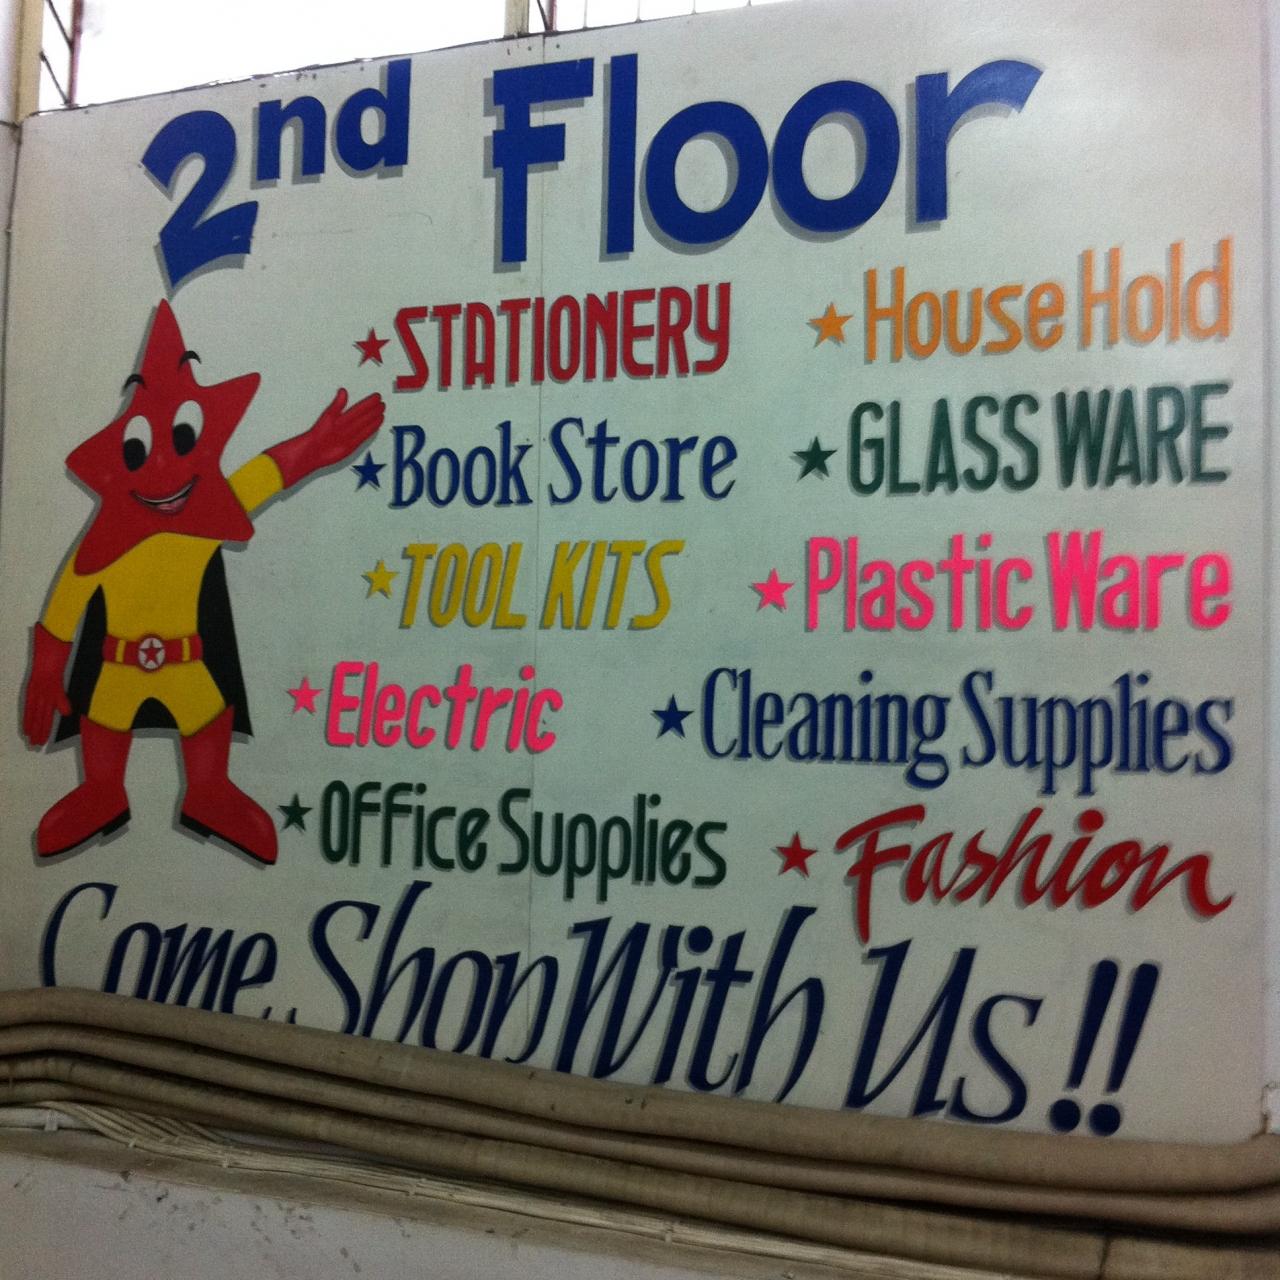 2nd Floor
STATIONERY
Book Store
TOOL KITS
Electric
Office Supplies
House Hold
GLASS WARE
Plastic Ware
Cleaning Supplies
Fashion
Come Shop With Us!!